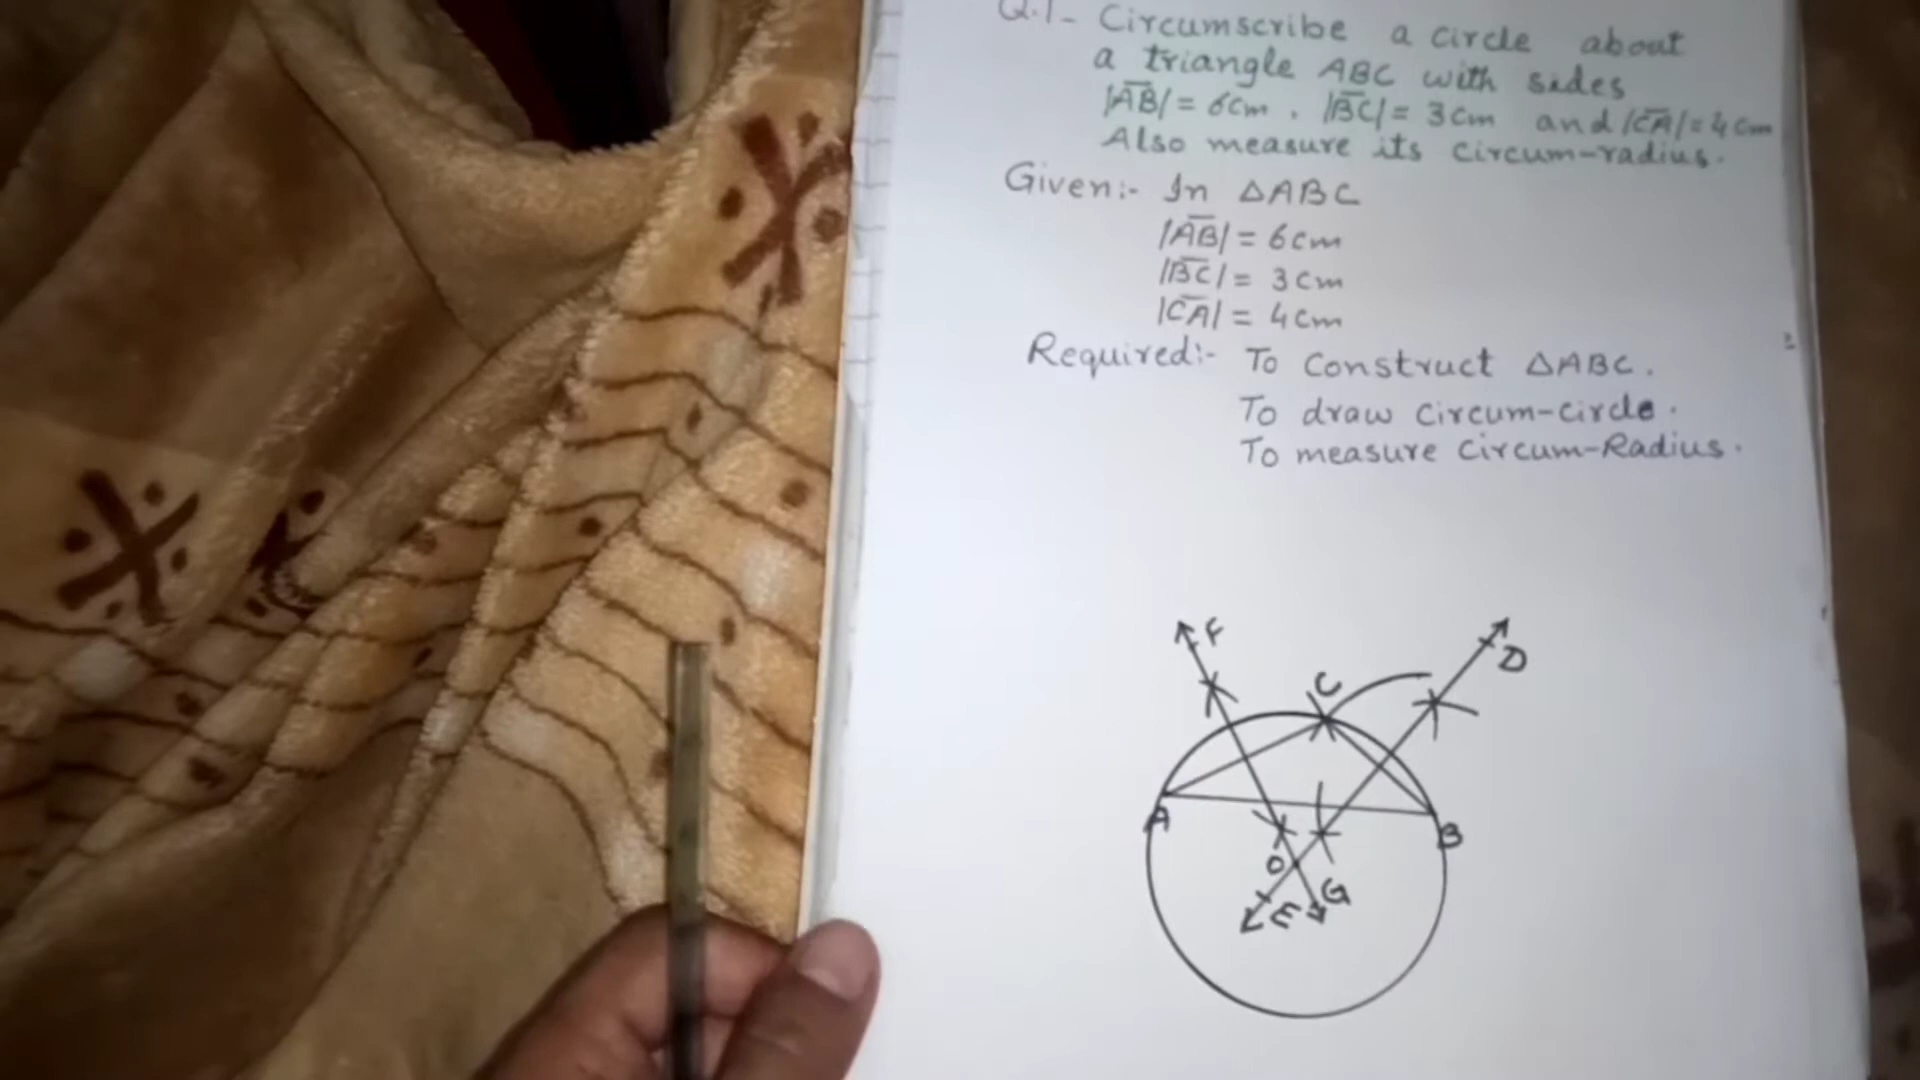 Q.1- Circumscribe a circle about
a triangle ABC with sides
|AB| = 6cm , |BC| = 3cm and |CA| = 4cm
Also measure its circum-radius.
Given:- In △ABC
|AB| = 6cm
|BC| = 3cm
|CA| = 4cm
Required:- To Construct △ABC.
To draw circum-circle.
To measure circum-Radius.
F
D
C
A
B
O
E
G